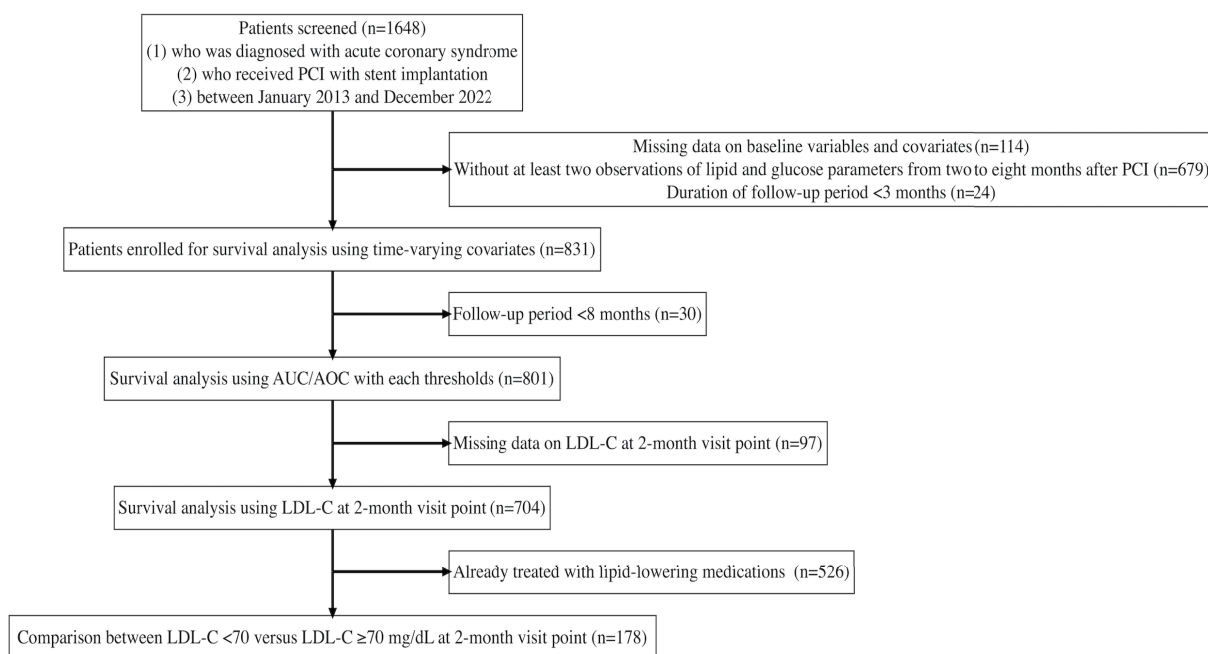 Patients screened (n=1648)
(1) who was diagnosed with acute coronary syndrome
(2) who received PCI with stent implantation
(3) between January 2013 and December 2022
Missing data on baseline variables and covariates (n=114)
Without at least two observations of lipid and glucose parameters from two to eight months after PCI (n=679)
Duration of follow-up period <3 months (n=24)
Patients enrolled for survival analysis using time-varying covariates (n=831)
Follow-up period <8 months (n=30)
Survival analysis using AUC/AOC with each thresholds (n=801)
Missing data on LDL-C at 2-month visit point (n=97)
Survival analysis using LDL-C at 2-month visit point (n=704)
Already treated with lipid-lowering medications (n=526)
Comparison between LDL-C <70 versus LDL-C ≥70 mg/dL at 2-month visit point (n=178)